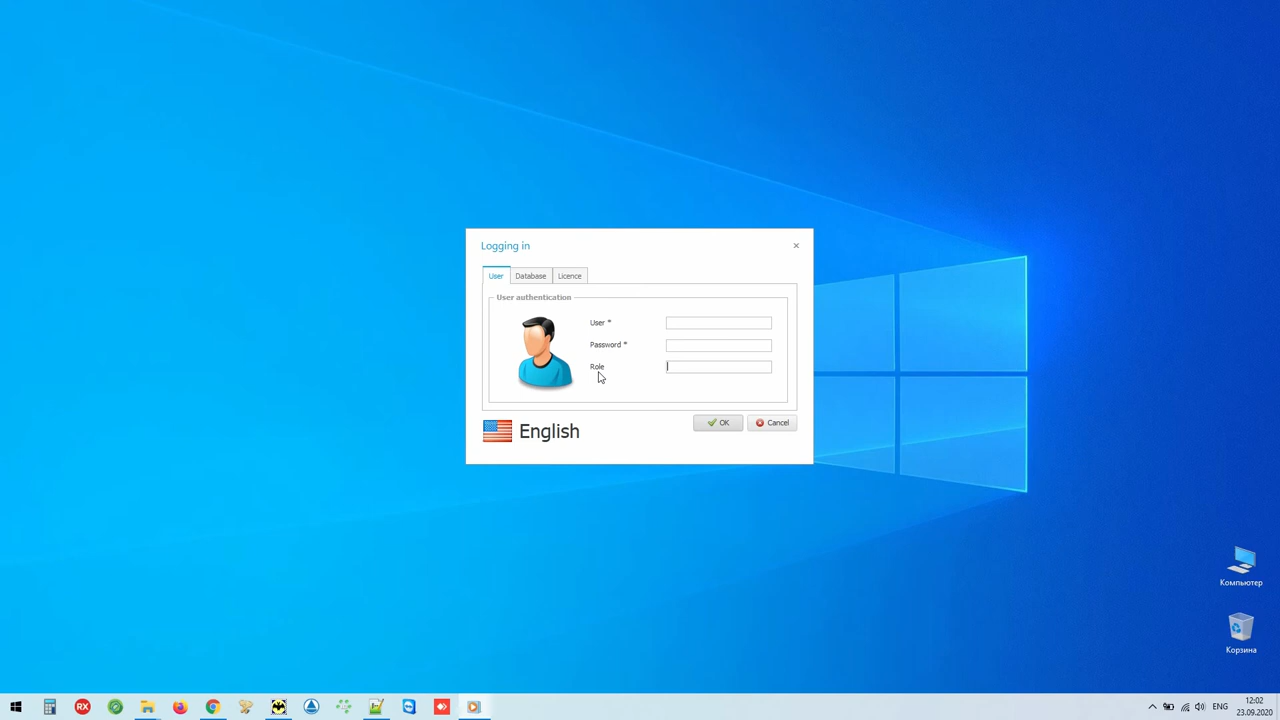 Logging in
User
Database
Licence
User authentication
User *
Password *
Role
OK
Cancel
English
Компьютер
Корзина
RX
ENG
12:02
23.09.2020